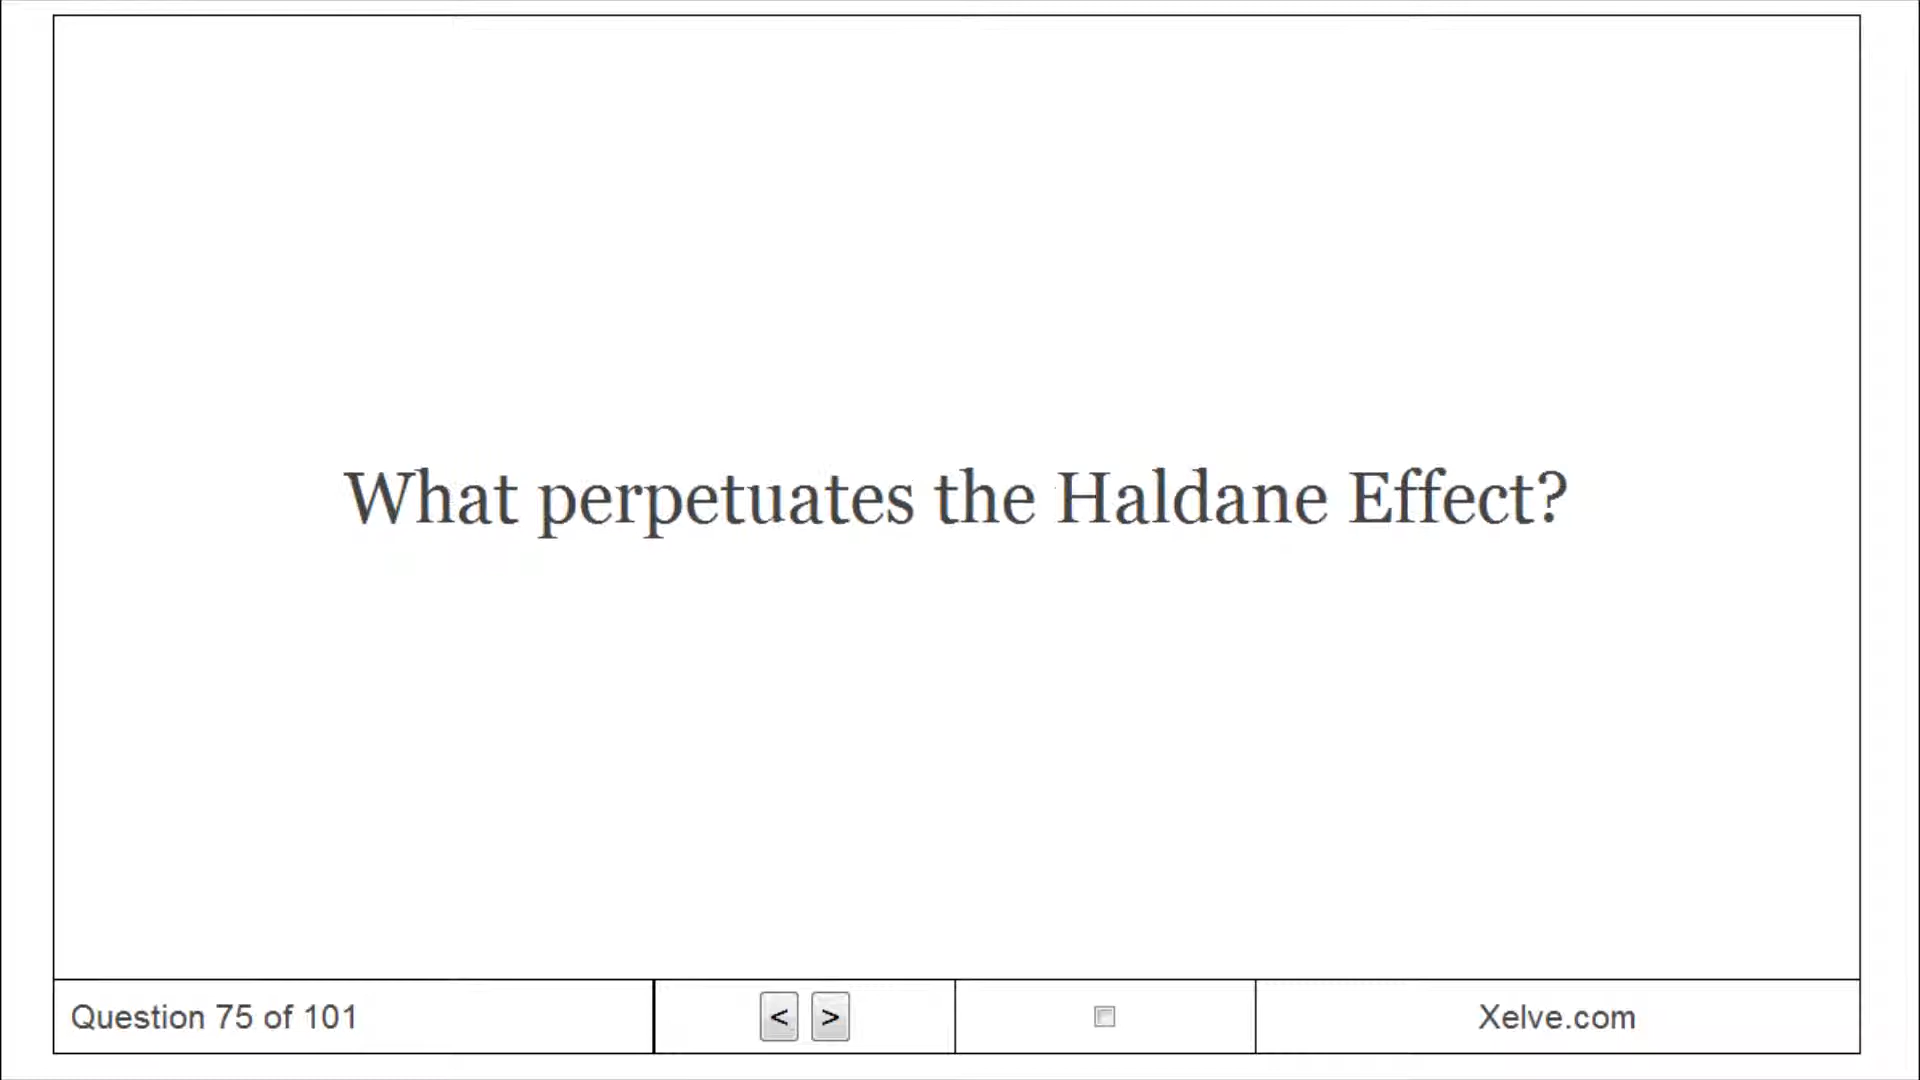 What perpetuates the Haldane Effect?
Question 75 of 101
< >
Xelve.com